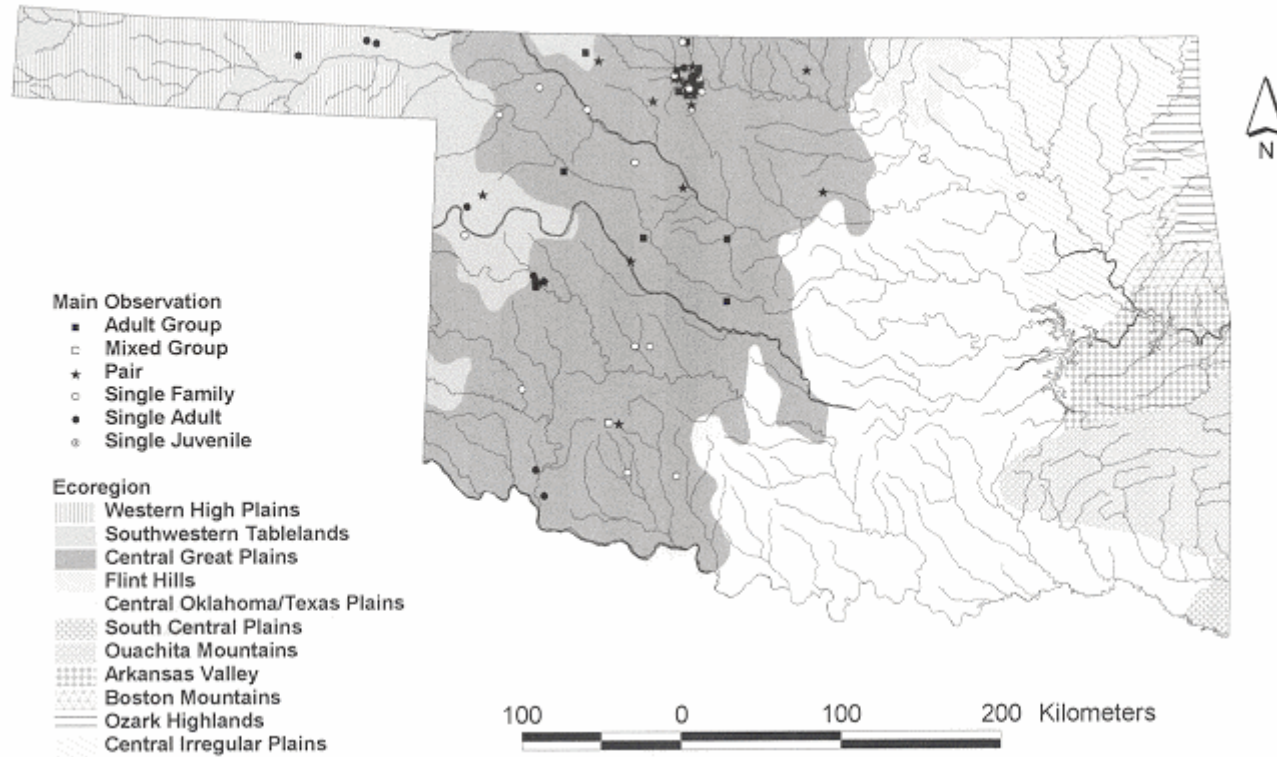 N
Main Observation
Adult Group
Mixed Group
Pair
Single Family
Single Adult
Single Juvenile
Ecoregion
Western High Plains
Southwestern Tablelands
Central Great Plains
Flint Hills
Central Oklahoma/Texas Plains
South Central Plains
Ouachita Mountains
Arkansas Valley
Boston Mountains
Ozark Highlands
Central Irregular Plains
100 0 100 200 Kilometers